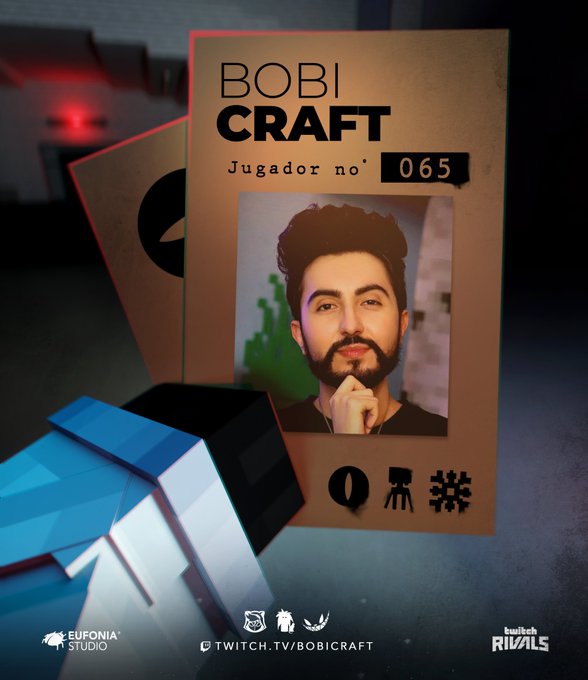 BOBI
CRAFT
Jugador no° 065
EUFONIA®
STUDIO
TWITCH.TV/BOBICRAFT
twitch
RIVALS